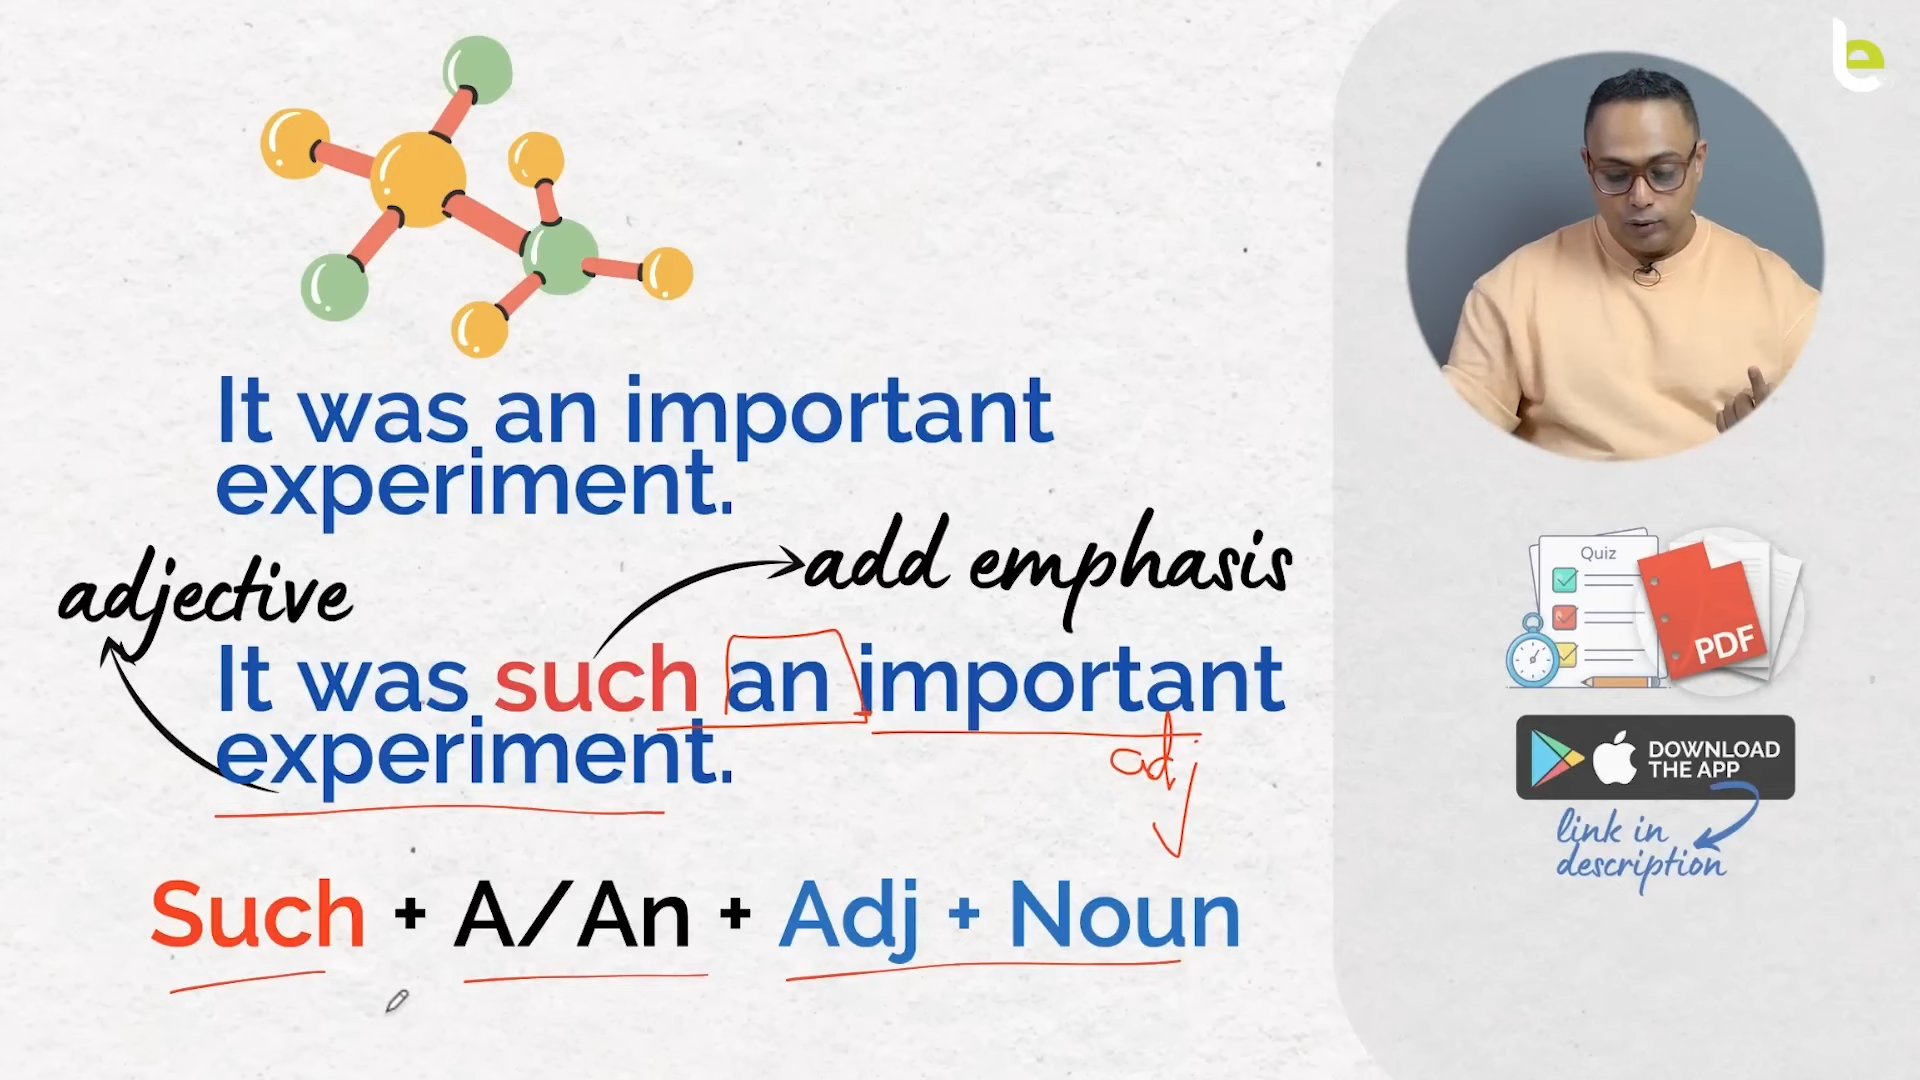 It was an important
experiment.
adjective
add emphasis
It was such an important
experiment.
adj
Such + A/An + Adj + Noun
be
Quiz
PDF
DOWNLOAD
THE APP
link in
description